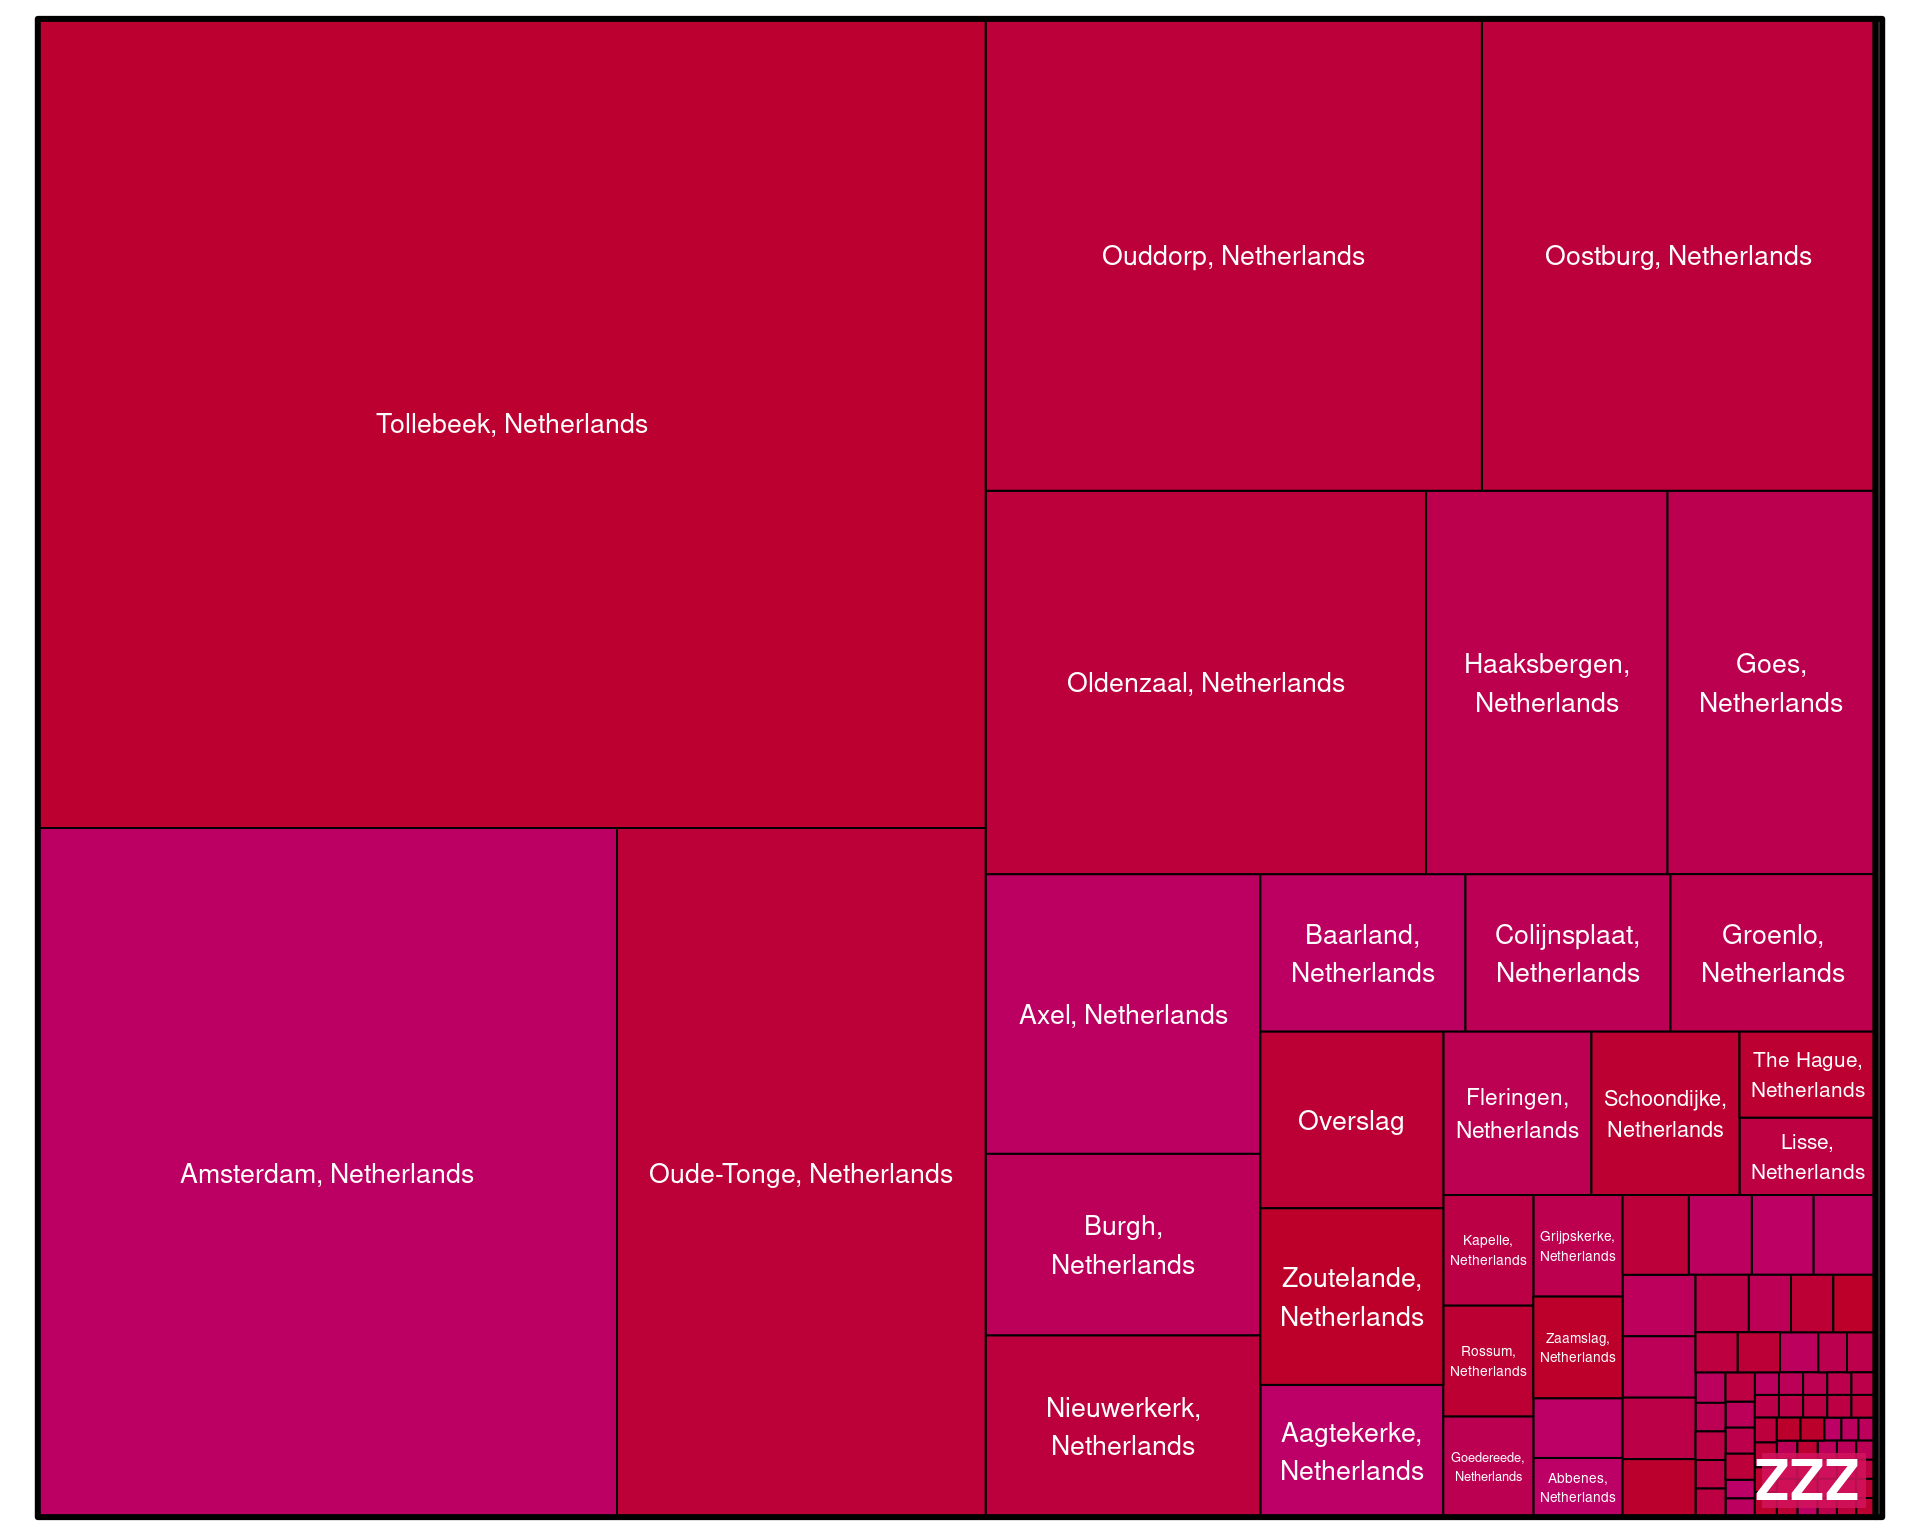 Tollebeek, Netherlands
Ouddorp, Netherlands
Oostburg, Netherlands
Oldenzaal, Netherlands
Haaksbergen,
Netherlands
Goes,
Netherlands
Amsterdam, Netherlands
Oude-Tonge, Netherlands
Axel, Netherlands
Baarland,
Netherlands
Colijnsplaat,
Netherlands
Groenlo,
Netherlands
Overslag
Fleringen,
Netherlands
Schoondijke,
Netherlands
The Hague,
Netherlands
Lisse,
Netherlands
Burgh,
Netherlands
Zoutelande,
Netherlands
Kapelle,
Netherlands
Grijpskerke,
Netherlands
Rossum,
Netherlands
Zaamslag,
Netherlands
Nieuwerkerk,
Netherlands
Aagtekerke,
Netherlands
Goedereede,
Netherlands
Abbenes,
Netherlands
ZZZ